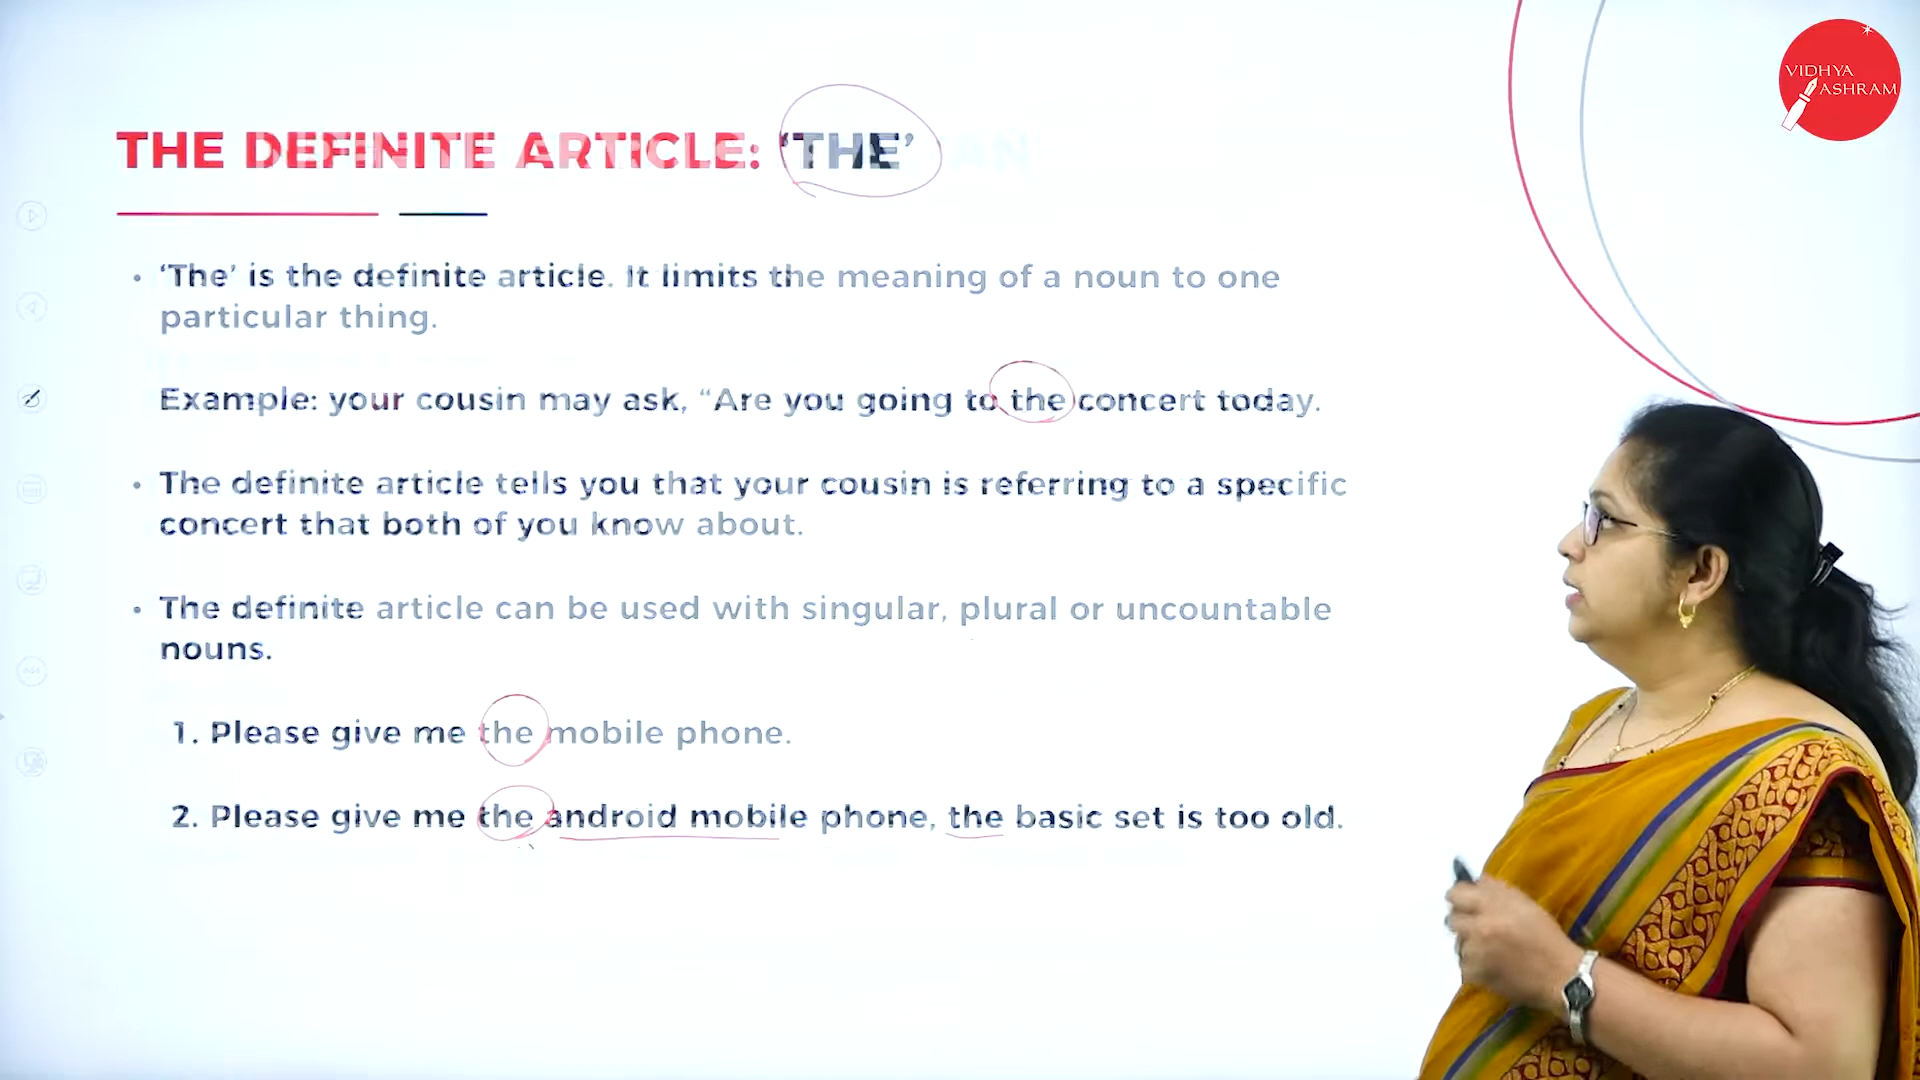 VIDHYA
ASHRAM
THE DEFINITE ARTICLE: ‘THE’
• ‘The’ is the definite article. It limits the meaning of a noun to one
particular thing.
Example: your cousin may ask, “Are you going to the concert today.
• The definite article tells you that your cousin is referring to a specific
concert that both of you know about.
• The definite article can be used with singular, plural or uncountable
nouns.
1. Please give me the mobile phone.
2. Please give me the android mobile phone, the basic set is too old.